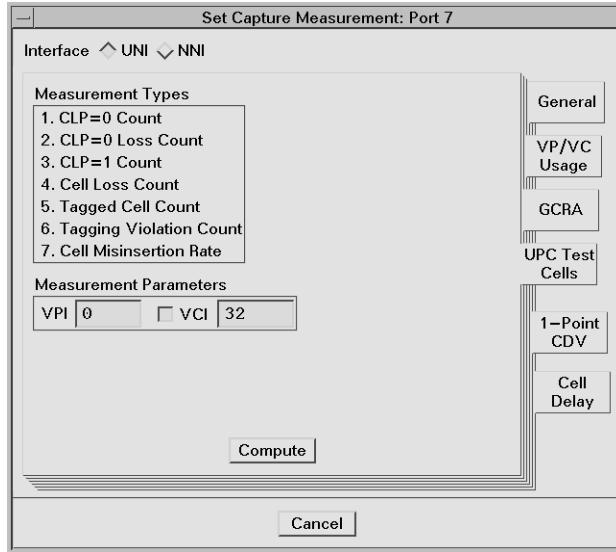 Set Capture Measurement: Port 7
Interface UNI NNI
Measurement Types
1. CLP=0 Count
2. CLP=0 Loss Count
3. CLP=1 Count
4. Cell Loss Count
5. Tagged Cell Count
6. Tagging Violation Count
7. Cell Misinsertion Rate
Measurement Parameters
VPI 0 VCI 32
Compute
General
VP/VC
Usage
GCRA
UPC Test
Cells
1-Point
CDV
Cell
Delay
Cancel